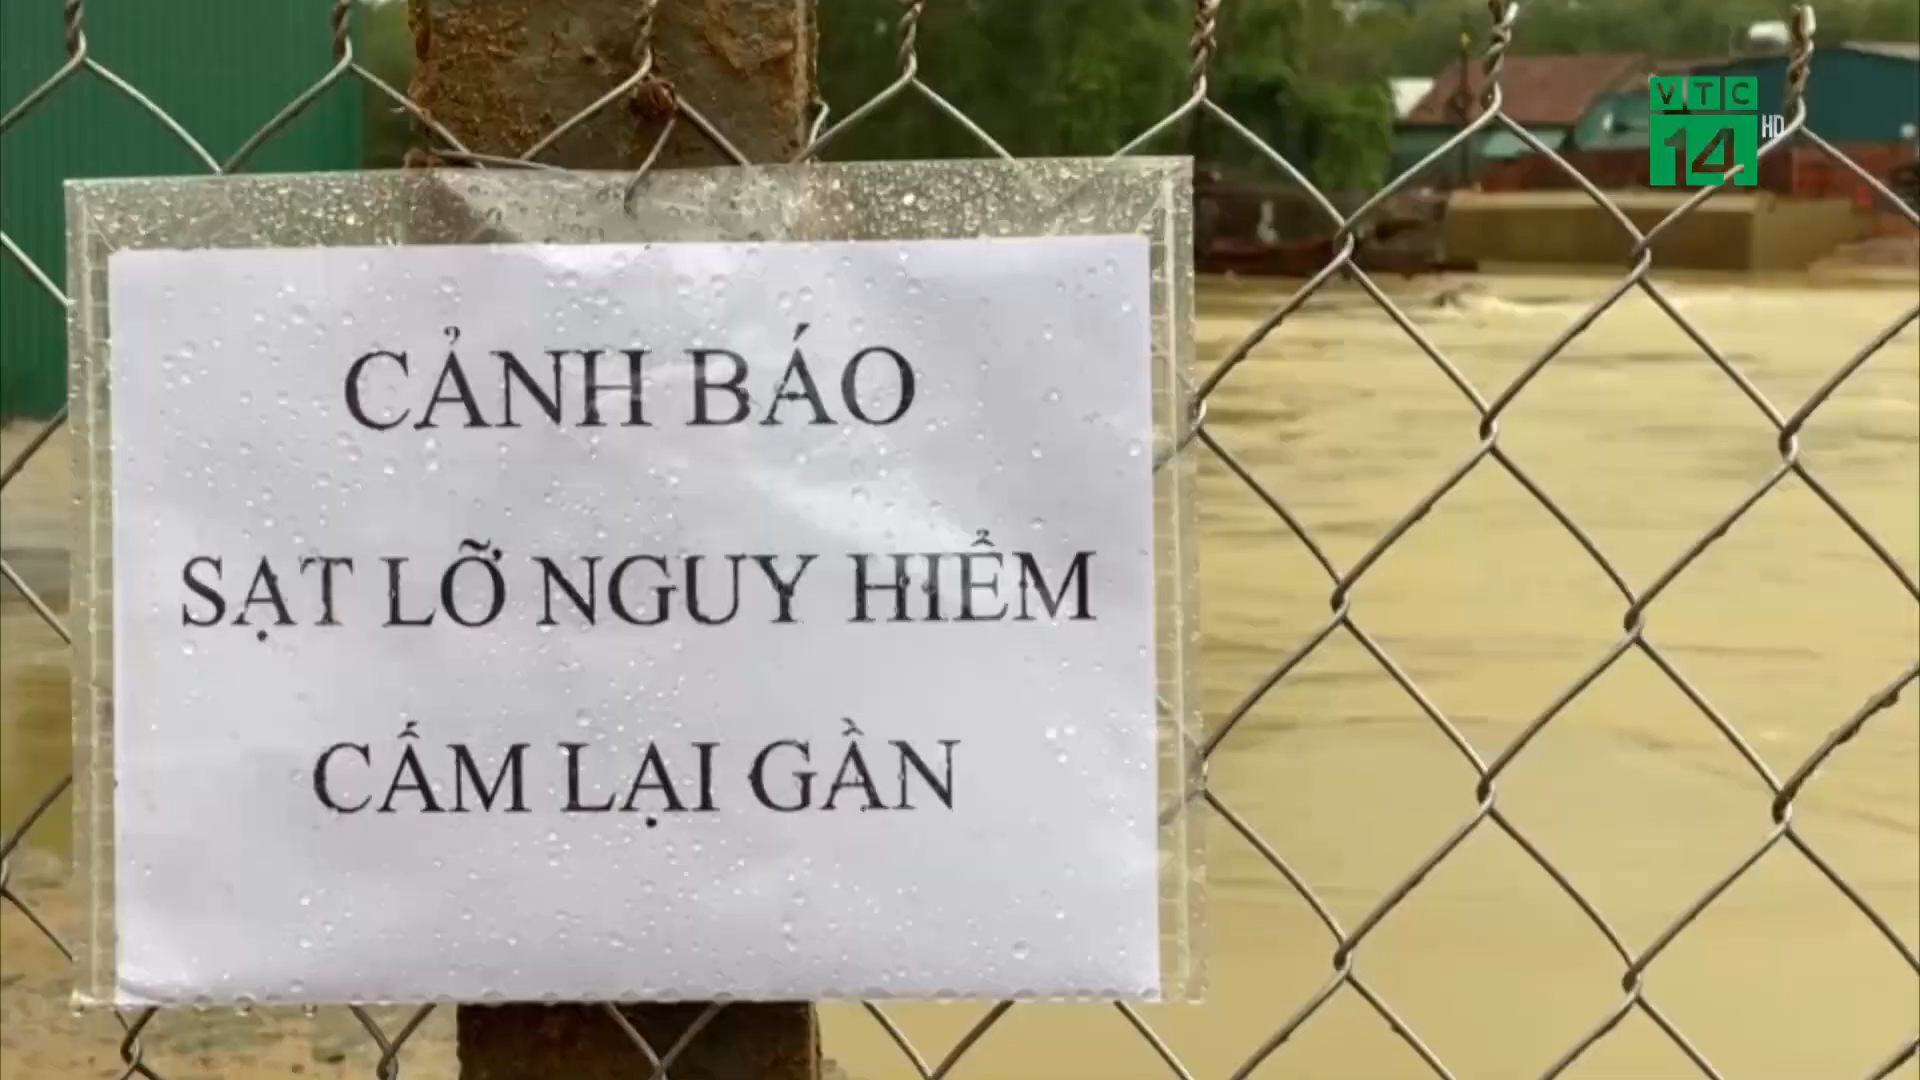 VTC
14 HD
CẢNH BÁO
SẠT LỠ NGUY HIỂM
CẤM LẠI GẦN